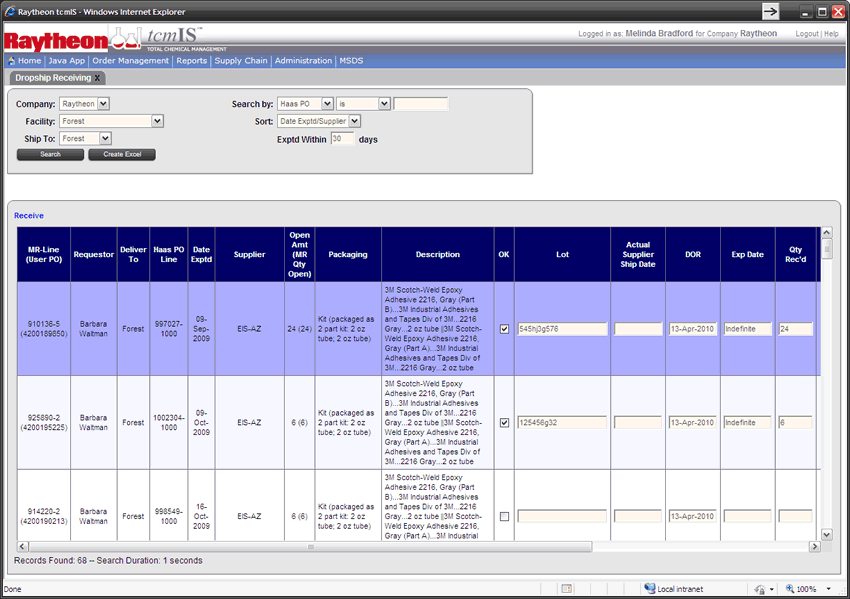 Raytheon tcmIS - Windows Internet Explorer
Raytheon tcmIS™
TOTAL CHEMICAL MANAGEMENT
Logged in as: Melinda Bradford for Company Raytheon Logout | Help
Home | Java App | Order Management | Reports | Supply Chain | Administration | MSDS
Dropship Receiving x
Company: Raytheon Search by: Haas PO is
Facility: Forest Sort: Date Exptd/Supplier
Ship To: Forest Exptd Within 30 days
Search Create Excel
Receive
MR-Line (User PO) Requestor Deliver To Haas PO Line Date Exptd Supplier Open Amt (MR Qty Open) Packaging Description OK Lot Actual Supplier Ship Date DOR Exp Date Qty Rec'd
910136-5 (4200189850) Barbara Waitman Forest 997027-1000 09-Sep-2009 EIS-AZ 24 (24) Kit (packaged as 2 part kit: 2 oz tube; 2 oz tube)
3M Scotch-Weld Epoxy
Adhesive 2216, Gray (Part
B)...3M Industrial Adhesives
and Tapes Div of 3M...2216
Gray...2 oz tube ||3M Scotch-
Weld Epoxy Adhesive 2216,
Gray (Part A)...3M Industrial
Adhesives and Tapes Div of
3M...2216 Gray...2 oz tube
545hj3g576 13-Apr-2010 Indefinite 24
925890-2 (4200195225) Barbara Waitman Forest 1002304-1000 09-Oct-2009 EIS-AZ 6 (6) Kit (packaged as 2 part kit: 2 oz tube; 2 oz tube)
3M Scotch-Weld Epoxy
Adhesive 2216, Gray (Part
B)...3M Industrial Adhesives
and Tapes Div of 3M...2216
Gray...2 oz tube ||3M Scotch-
Weld Epoxy Adhesive 2216,
Gray (Part A)...3M Industrial
Adhesives and Tapes Div of
3M...2216 Gray...2 oz tube
125456g32 13-Apr-2010 Indefinite 6
914220-2 (4200190213) Barbara Waitman Forest 998549-1000 16-Oct-2009 EIS-AZ 6 (6) Kit (packaged as 2 part kit: 2 oz tube; 2 oz tube)
3M Scotch-Weld Epoxy
Adhesive 2216, Gray (Part
B)...3M Industrial Adhesives
and Tapes Div of 3M...2216
Gray...2 oz tube ||3M Scotch-
Weld Epoxy Adhesive 2216,
Gray (Part A)...3M Industrial
13-Apr-2010
Records Found: 68 -- Search Duration: 1 seconds
Done Local intranet 100%